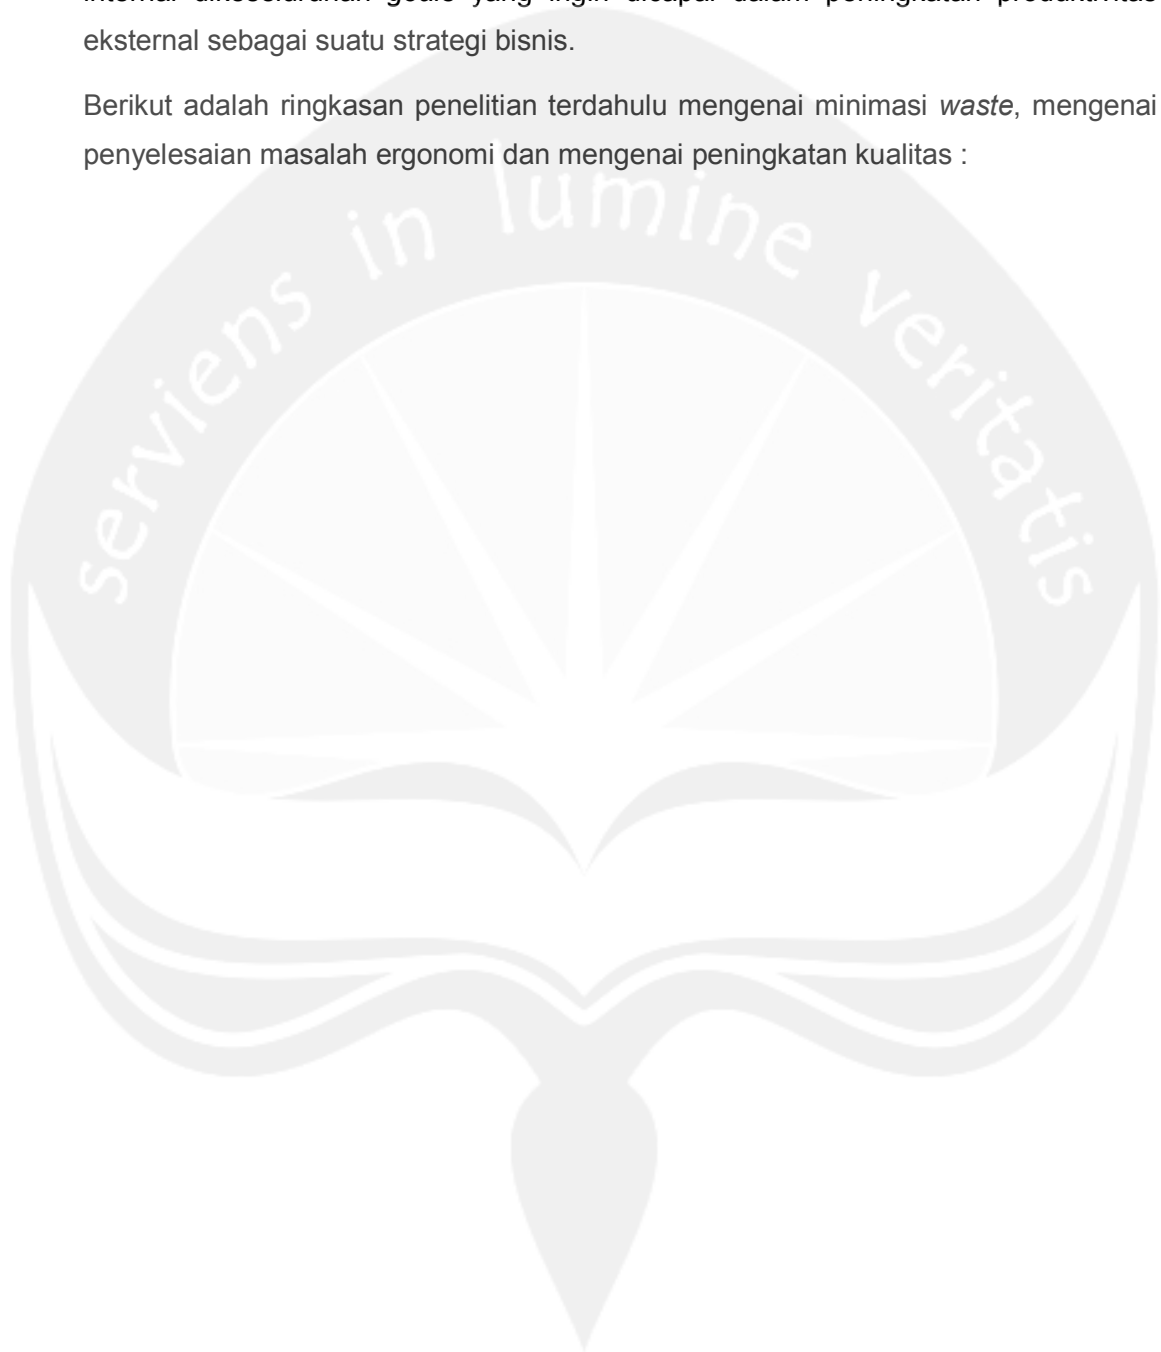 internal dikeseluruhan goals yang ingin dicapai dalam peningkatan produktivitas
eksternal sebagai suatu strategi bisnis.
Berikut adalah ringkasan penelitian terdahulu mengenai minimasi waste, mengenai
penyelesaian masalah ergonomi dan mengenai peningkatan kualitas :
serviens in lumine veritatis